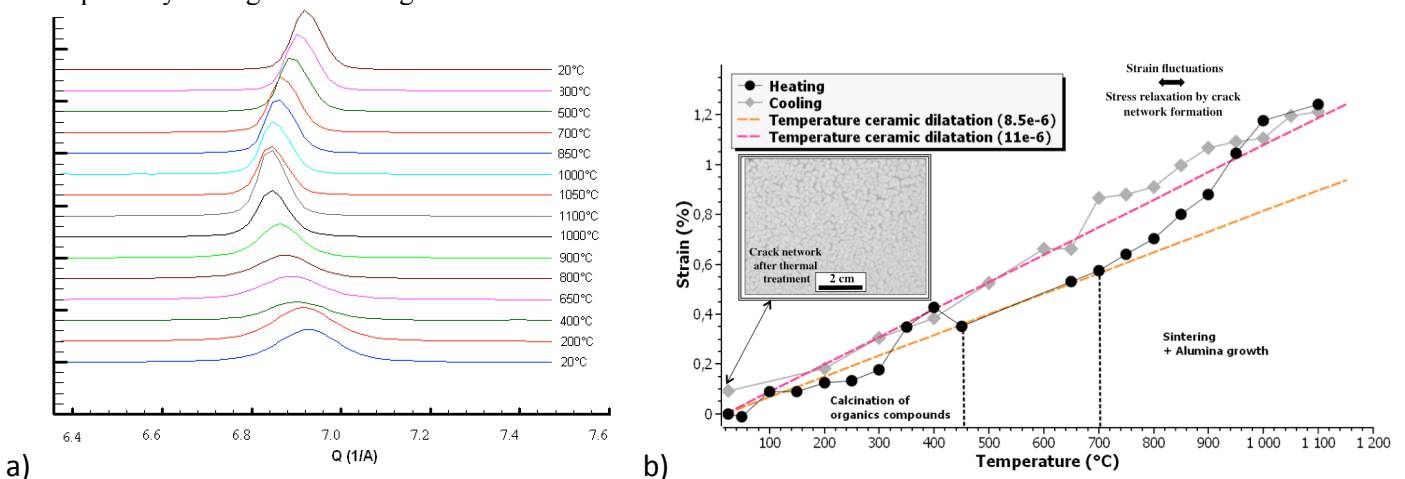 20°C
300°C
500°C
700°C
850°C
1000°C
1050°C
1100°C
1000°C
900°C
800°C
650°C
400°C
200°C
20°C
6.4 6.6 6.8 7.0 7.2 7.4 7.6
Q (1/A)
a)
Heating
Cooling
Temperature ceramic dilatation (8.5e-6)
Temperature ceramic dilatation (11e-6)
Strain fluctuations
Stress relaxation by crack
network formation
Crack network
after thermal
treatment
2 cm
Calcination of
organics compounds
Sintering
+ Alumina growth
Strain (%)
1,2
1
0,8
0,6
0,4
0,2
0
100 200 300 400 500 600 700 800 900 1 000 1 100 1 200
Temperature (°C)
b)